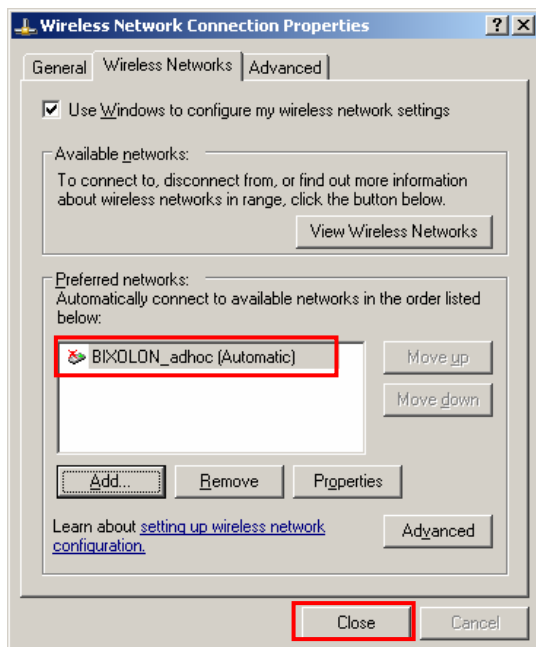 Wireless Network Connection Properties
General Wireless Networks Advanced
Use Windows to configure my wireless network settings
Available networks:
To connect to, disconnect from, or find out more information
about wireless networks in range, click the button below.
View Wireless Networks
Preferred networks:
Automatically connect to available networks in the order listed
below:
BIXOLON_adhoc (Automatic)
Move up
Move down
Add... Remove Properties
Learn about setting up wireless network
configuration.
Advanced
Close Cancel